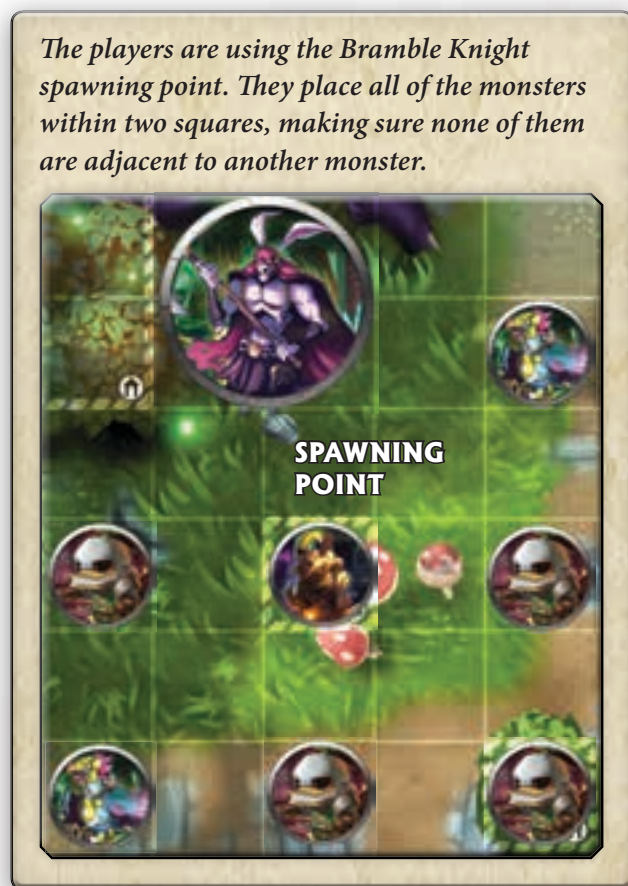 The players are using the Bramble Knight
spawning point. They place all of the monsters
within two squares, making sure none of them
are adjacent to another monster.
SPAWNING
POINT